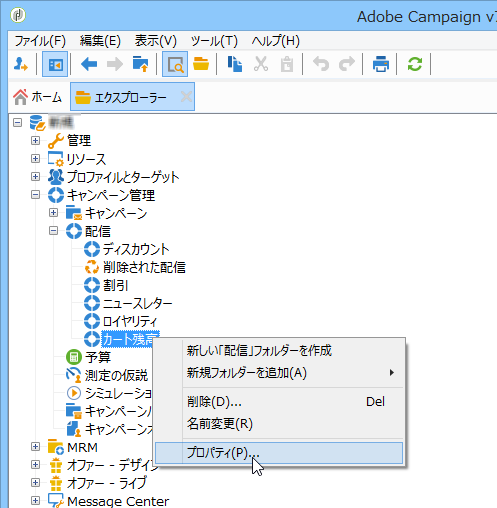 Adobe Campaign v7
ファイル(F) 編集(E) 表示(V) ツール(T) ヘルプ(H)
ホーム エクスプローラー
管理
リソース
プロファイルとターゲット
キャンペーン管理
キャンペーン
配信
ディスカウント
削除された配信
割引
ニュースレター
ロイヤリティ
カート残高
新しい「配信」フォルダーを作成
予算
新規フォルダーを追加(A)
測定の仮説
シミュレーション
削除(D)... Del
キャンペーン
名前変更(R)
キャンペーン
MRM
プロパティ(P)...
オファー - デザイン
オファー - ライブ
Message Center